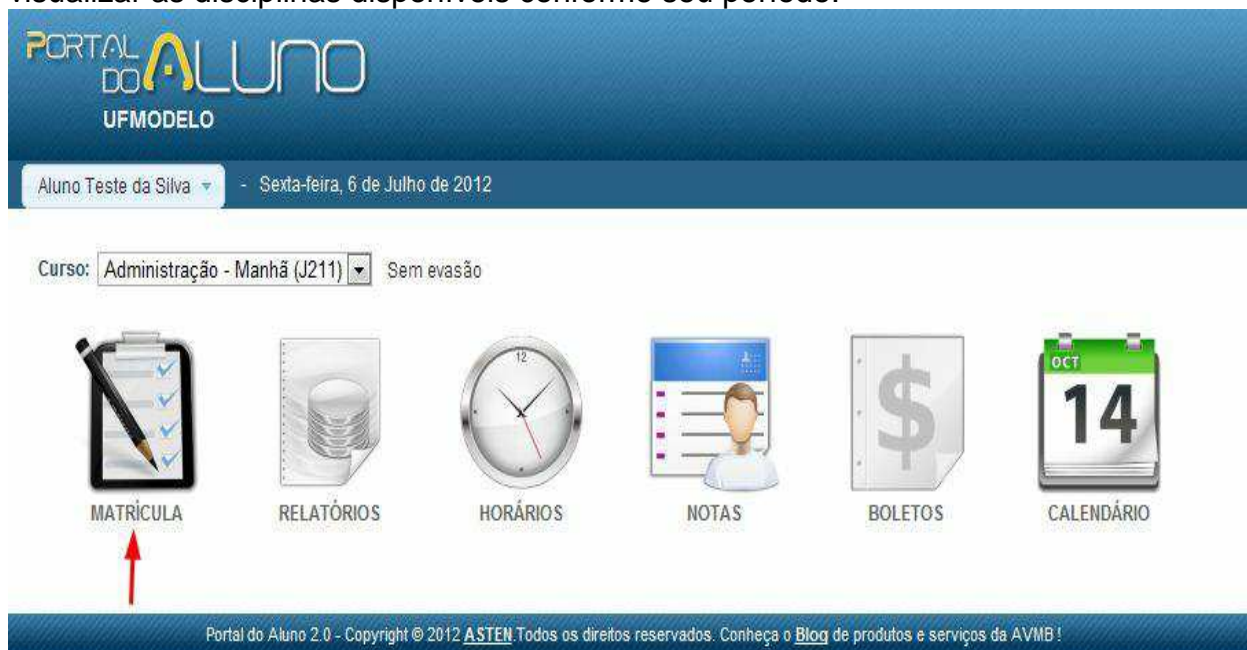 visualizar as disciplinas disponíveis conforme seu período.
PORTAL
DO ALUNO
UFMODELO
Aluno Teste da Silva - Sexta-feira, 6 de Julho de 2012
Curso: Administração - Manhã (J211) Sem evasão
12
OCT
14
$
MATRÍCULA RELATÓRIOS HORÁRIOS NOTAS BOLETOS CALENDÁRIO
Portal do Aluno 2.0 - Copyright © 2012 ASTEN.Todos os direitos reservados. Conheça o Blog de produtos e serviços da AVMB !